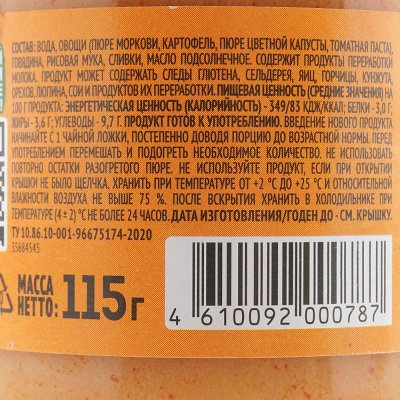 СОСТАВ: ВОДА, ОВОЩИ (ПЮРЕ МОРКОВИ, КАРТОФЕЛЬ, ПЮРЕ ЦВЕТНОЙ КАПУСТЫ, ТОМАТНАЯ ПАСТА),
ГОВЯДИНА, РИСОВАЯ МУКА, СЛИВКИ, МАСЛО ПОДСОЛНЕЧНОЕ. СОДЕРЖИТ ПРОДУКТЫ ПЕРЕРАБОТКИ
МОЛОКА. ПРОДУКТ МОЖЕТ СОДЕРЖАТЬ СЛЕДЫ ГЛЮТЕНА, СЕЛЬДЕРЕЯ, ЯИЦ, ГОРЧИЦЫ, КУНЖУТА,
ОРЕХОВ, ЛЮПИНА, СОИ И ПРОДУКТОВ ИХ ПЕРЕРАБОТКИ. ПИЩЕВАЯ ЦЕННОСТЬ (СРЕДНИЕ ЗНАЧЕНИЯ) НА
100 Г ПРОДУКТА: ЭНЕРГЕТИЧЕСКАЯ ЦЕННОСТЬ (КАЛОРИЙНОСТЬ) - 349/83 КДЖ/ККАЛ; БЕЛКИ - 3,0 Г;
ЖИРЫ - 3,6 Г; УГЛЕВОДЫ - 9,7 Г. ПРОДУКТ ГОТОВ К УПОТРЕБЛЕНИЮ. ВВЕДЕНИЕ НОВОГО ПРОДУКТА
НАЧИНАЙТЕ С 1 ЧАЙНОЙ ЛОЖКИ, ПОСТЕПЕННО ДОВОДЯ ПОРЦИЮ ДО ВОЗРАСТНОЙ НОРМЫ. ПЕРЕД
УПОТРЕБЛЕНИЕМ ПЕРЕМЕШАТЬ И ПОДОГРЕТЬ НЕОБХОДИМОЕ КОЛИЧЕСТВО. НЕ ИСПОЛЬЗОВАТЬ
ПОВТОРНО ОСТАТКИ РАЗОГРЕТОГО ПЮРЕ. НЕ ИСПОЛЬЗУЙТЕ ПРОДУКТ, ЕСЛИ ПРИ ОТКРЫТИИ
КРЫШКИ НЕ БЫЛО ЩЕЛЧКА. ХРАНИТЬ ПРИ ТЕМПЕРАТУРЕ ОТ +2 °С ДО +25 °С И ОТНОСИТЕЛЬНОЙ
ВЛАЖНОСТИ ВОЗДУХА НЕ ВЫШЕ 75 %. ПОСЛЕ ВСКРЫТИЯ ХРАНИТЬ В ХОЛОДИЛЬНИКЕ ПРИ
ТЕМПЕРАТУРЕ (4 ± 2) °С НЕ БОЛЕЕ 24 ЧАСОВ. ДАТА ИЗГОТОВЛЕНИЯ/ГОДЕН ДО - СМ. КРЫШКУ.
ТУ 10.86.10-001-96675174-2020
35684545
МАССА
НЕТТО: 115 г
4 610092 000787